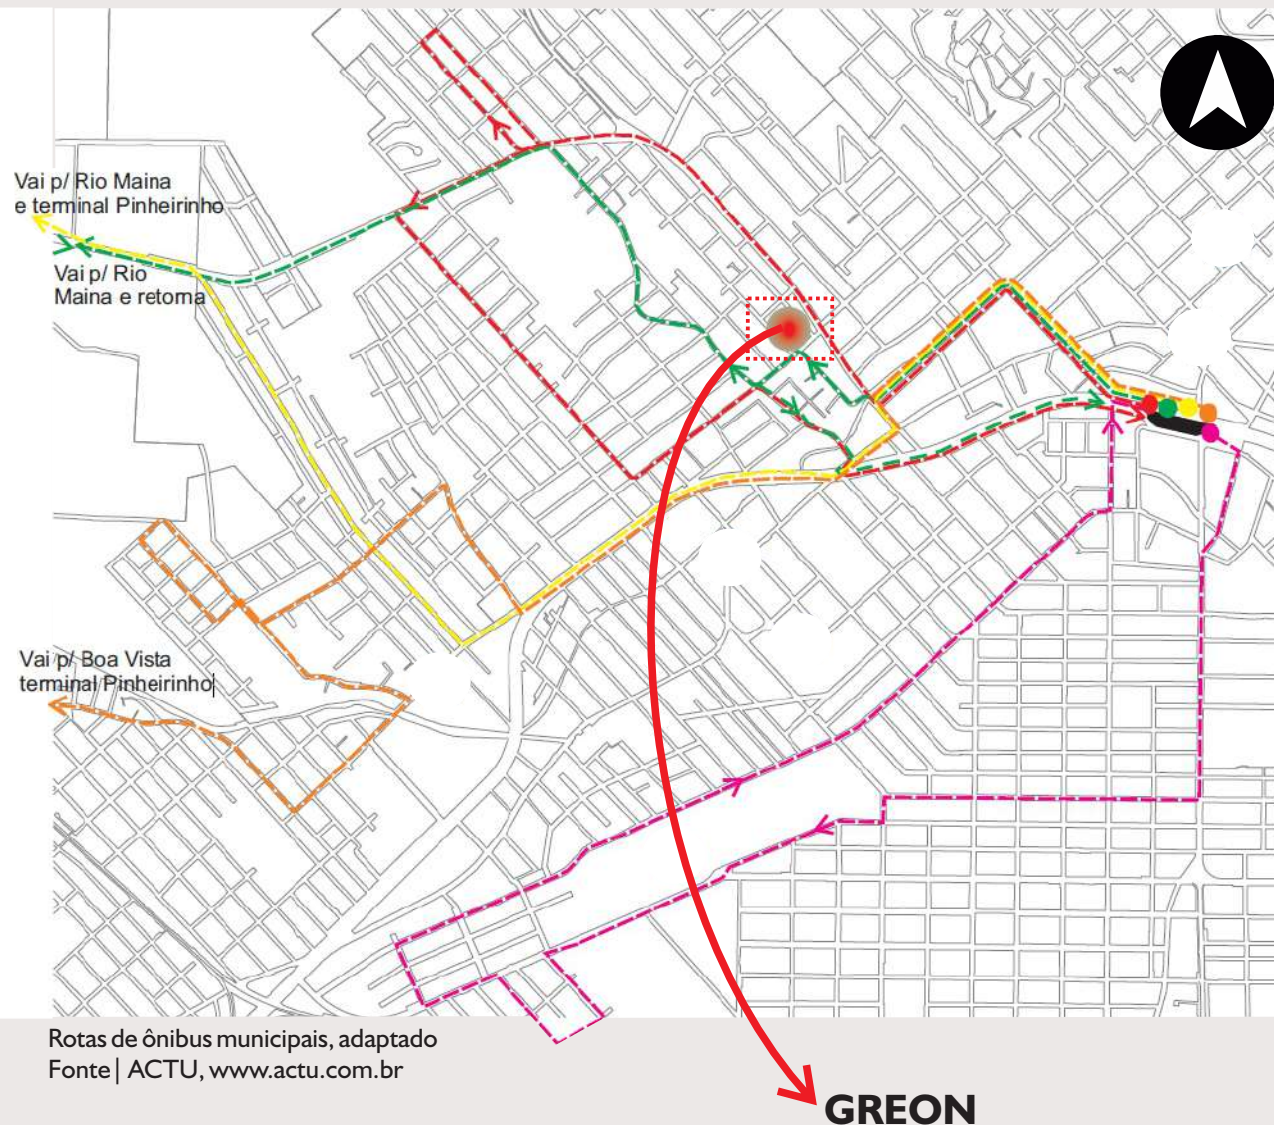 Vai p/ Rio Maina
e terminal Pinheirinho
Vai p/ Rio
Maina e retorna
Vai p/ Boa Vista
terminal Pinheirinho
Rotas de ônibus municipais, adaptado
Fonte| ACTU, www.actu.com.br
GREON